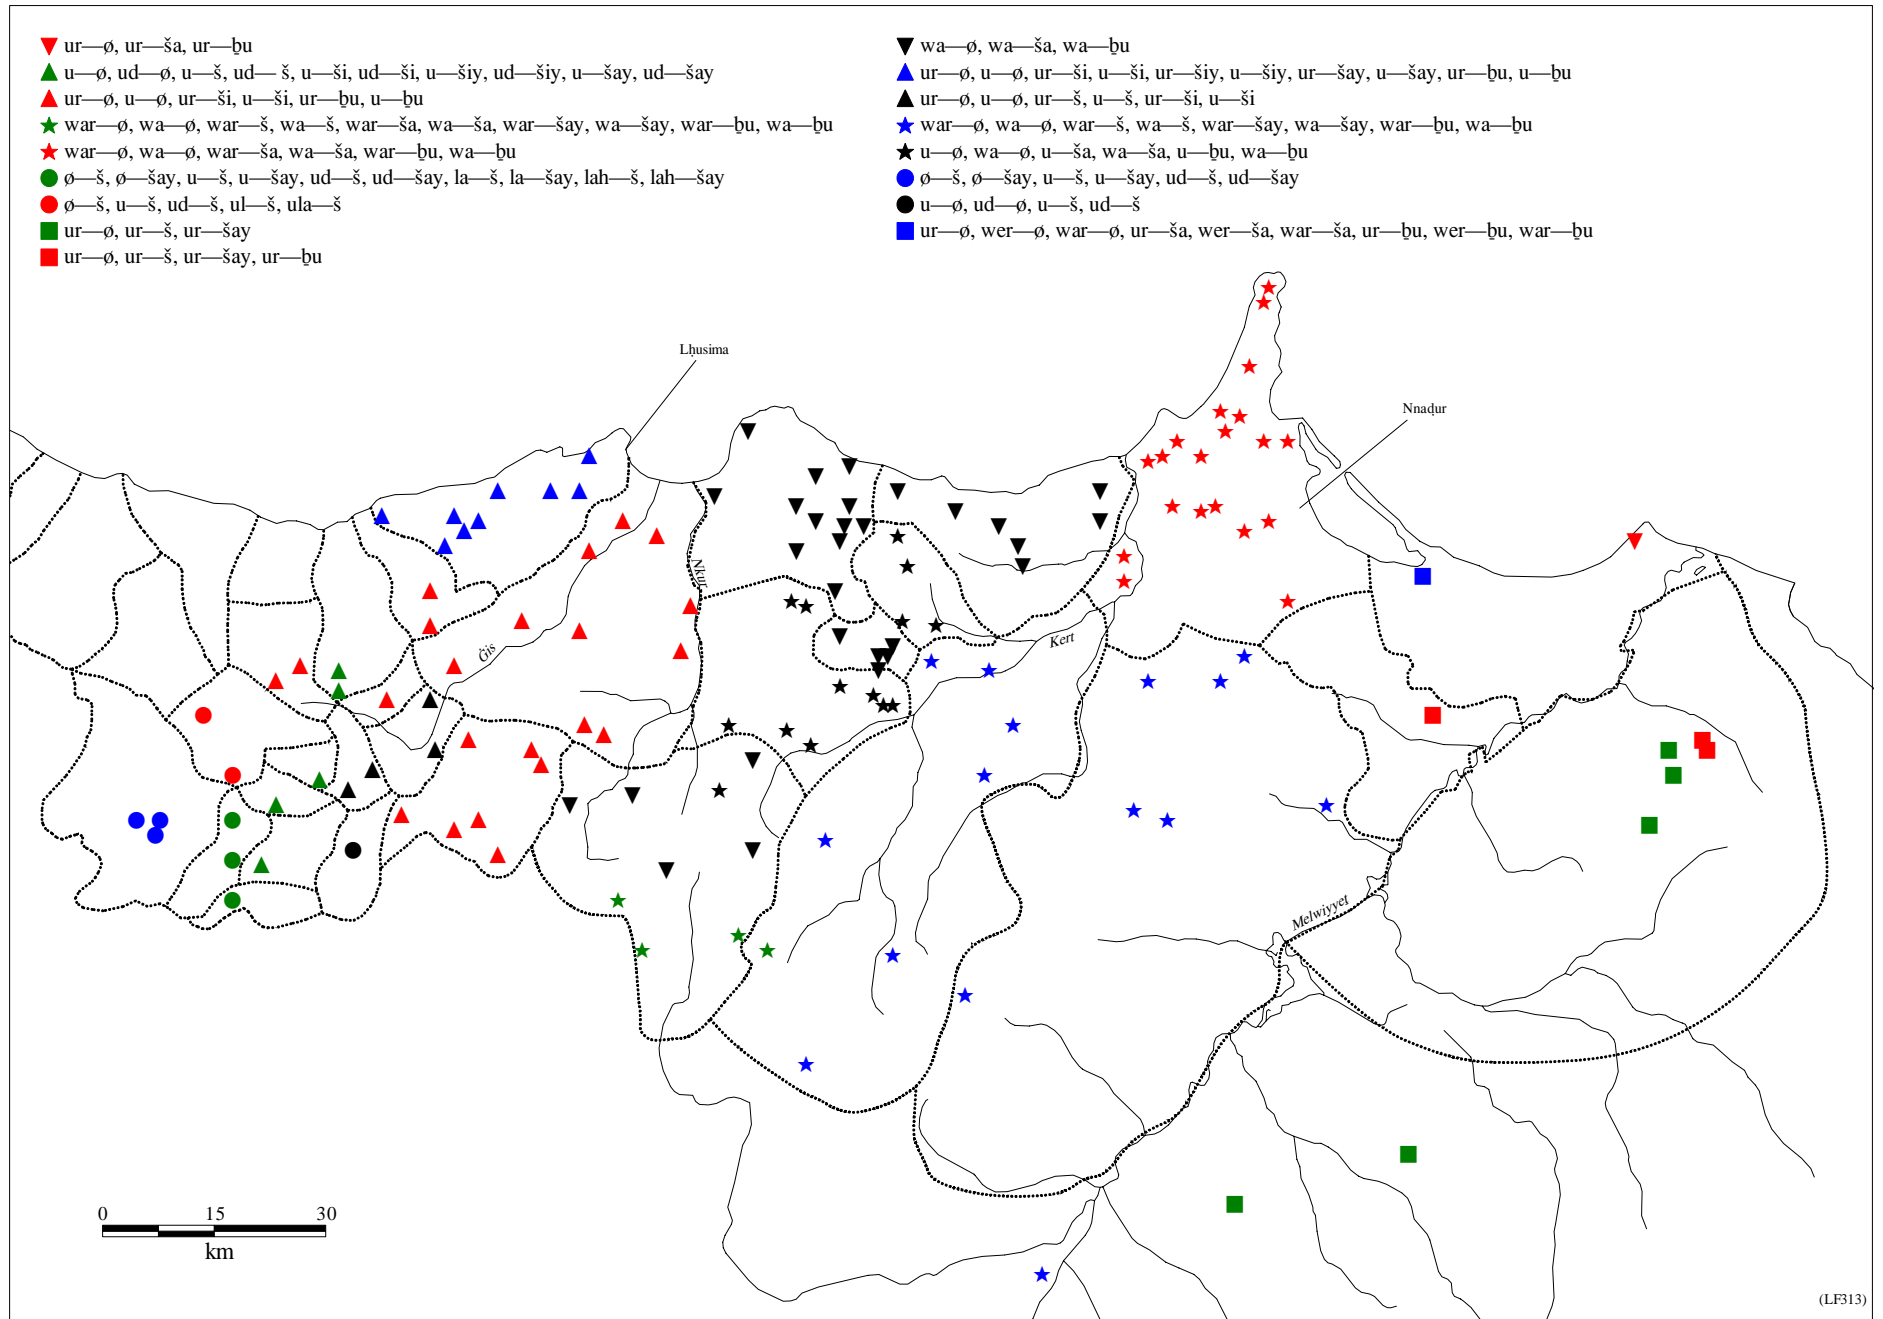 ur—ø, ur—ša, ur—ḇu
u—ø, ud—ø, u—š, ud— š, u—ši, ud—ši, u—šiy, ud—šiy, u—šay, ud—šay
ur—ø, u—ø, ur—ši, u—ši, ur—ḇu, u—ḇu
war—ø, wa—ø, war—š, wa—š, war—ša, wa—ša, war—šay, wa—šay, war—ḇu, wa—ḇu
war—ø, wa—ø, war—ša, wa—ša, war—ḇu, wa—ḇu
ø—š, ø—šay, u—š, u—šay, ud—š, ud—šay, la—š, la—šay, lah—š, lah—šay
ø—š, u—š, ud—š, ul—š, ula—š
ur—ø, ur—š, ur—šay
ur—ø, ur—š, ur—šay, ur—ḇu
wa—ø, wa—ša, wa—ḇu
ur—ø, u—ø, ur—ši, u—ši, ur—šiy, u—šiy, ur—šay, u—šay, ur—ḇu, u—ḇu
ur—ø, u—ø, ur—š, u—š, ur—ši, u—ši
war—ø, wa—ø, war—š, wa—š, war—šay, wa—šay, war—ḇu, wa—ḇu
u—ø, wa—ø, u—ša, wa—ša, u—ḇu, wa—ḇu
ø—š, ø—šay, u—š, u—šay, ud—š, ud—šay
u—ø, ud—ø, u—š, ud—š
ur—ø, wer—ø, war—ø, ur—ša, wer—ša, war—ša, ur—ḇu, wer—ḇu, war—ḇu
Lḥusima
Nnaḍur
Nkur
Kert
Ğis
Melwiyyet
0 15 30
km
(LF313)